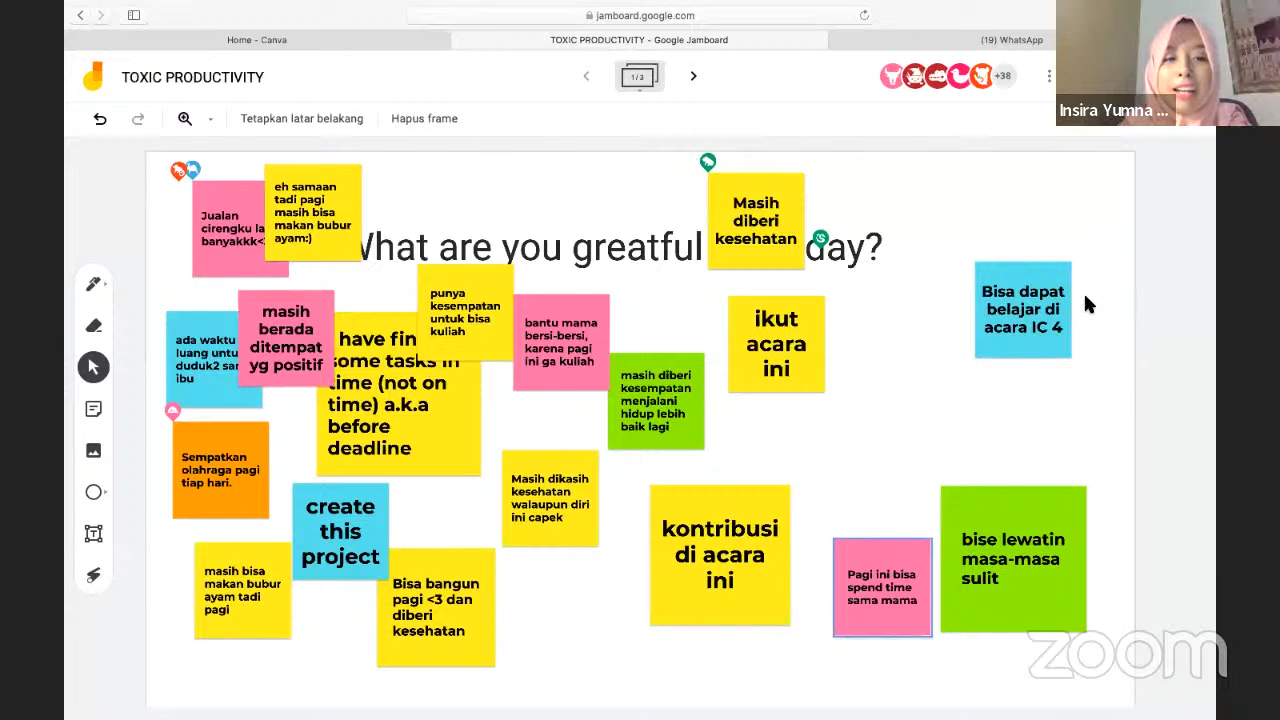 jamboard.google.com
Home - Canva
TOXIC PRODUCTIVITY - Google Jamboard
(19) WhatsApp
TOXIC PRODUCTIVITY
1/3
+38
Insira Yumna ...
Tetapkan latar belakang
Hapus frame
What are you greatful
day?
Jualan
cirengku la
banyakkk<
eh samaan
tadi pagi
masih bisa
makan bubur
ayam:)
Masih
diberi
kesehatan
Bisa dapat
belajar di
acara IC 4
ada waktu
luang untu
duduk2 sa
ibu
masih
berada
ditempat
yg positif
have fin
some tasks in
time (not on
time) a.k.a
before
deadline
punya
kesempatan
untuk bisa
kuliah
bantu mama
bersi-bersi,
karena pagi
ini ga kuliah
masih diberi
kesempatan
menjalani
hidup lebih
baik lagi
ikut
acara
ini
Sempatkan
olahraga pagi
tiap hari.
create
this
project
Masih dikasih
kesehatan
walaupun diri
ini capek
kontribusi
di acara
ini
Pagi ini bisa
spend time
sama mama
bise lewatin
masa-masa
sulit
masih bisa
makan bubur
ayam tadi
pagi
Bisa bangun
pagi <3 dan
diberi
kesehatan
zoom